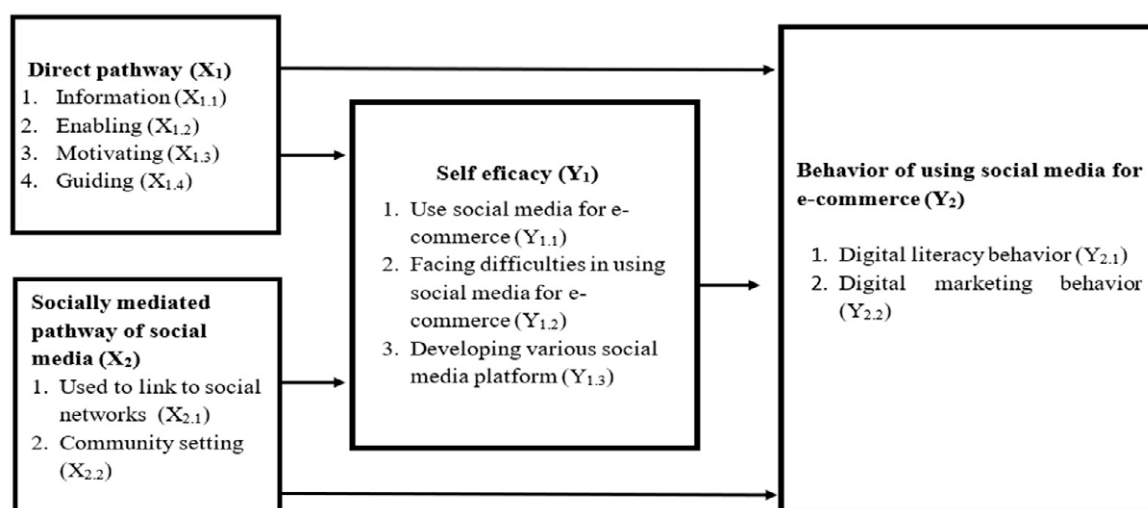 Direct pathway (X₁)
1. Information (X₁.₁)
2. Enabling (X₁.₂)
3. Motivating (X₁.₃)
4. Guiding (X₁.₄)
Socially mediated
pathway of social
media (X₂)
1. Used to link to social
networks (X₂.₁)
2. Community setting
(X₂.₂)
Self eficacy (Y₁)
1. Use social media for e-
commerce (Y₁.₁)
2. Facing difficulties in using
social media for e-
commerce (Y₁.₂)
3. Developing various social
media platform (Y₁.₃)
Behavior of using social media for
e-commerce (Y₂)
1. Digital literacy behavior (Y₂.₁)
2. Digital marketing behavior
(Y₂.₂)